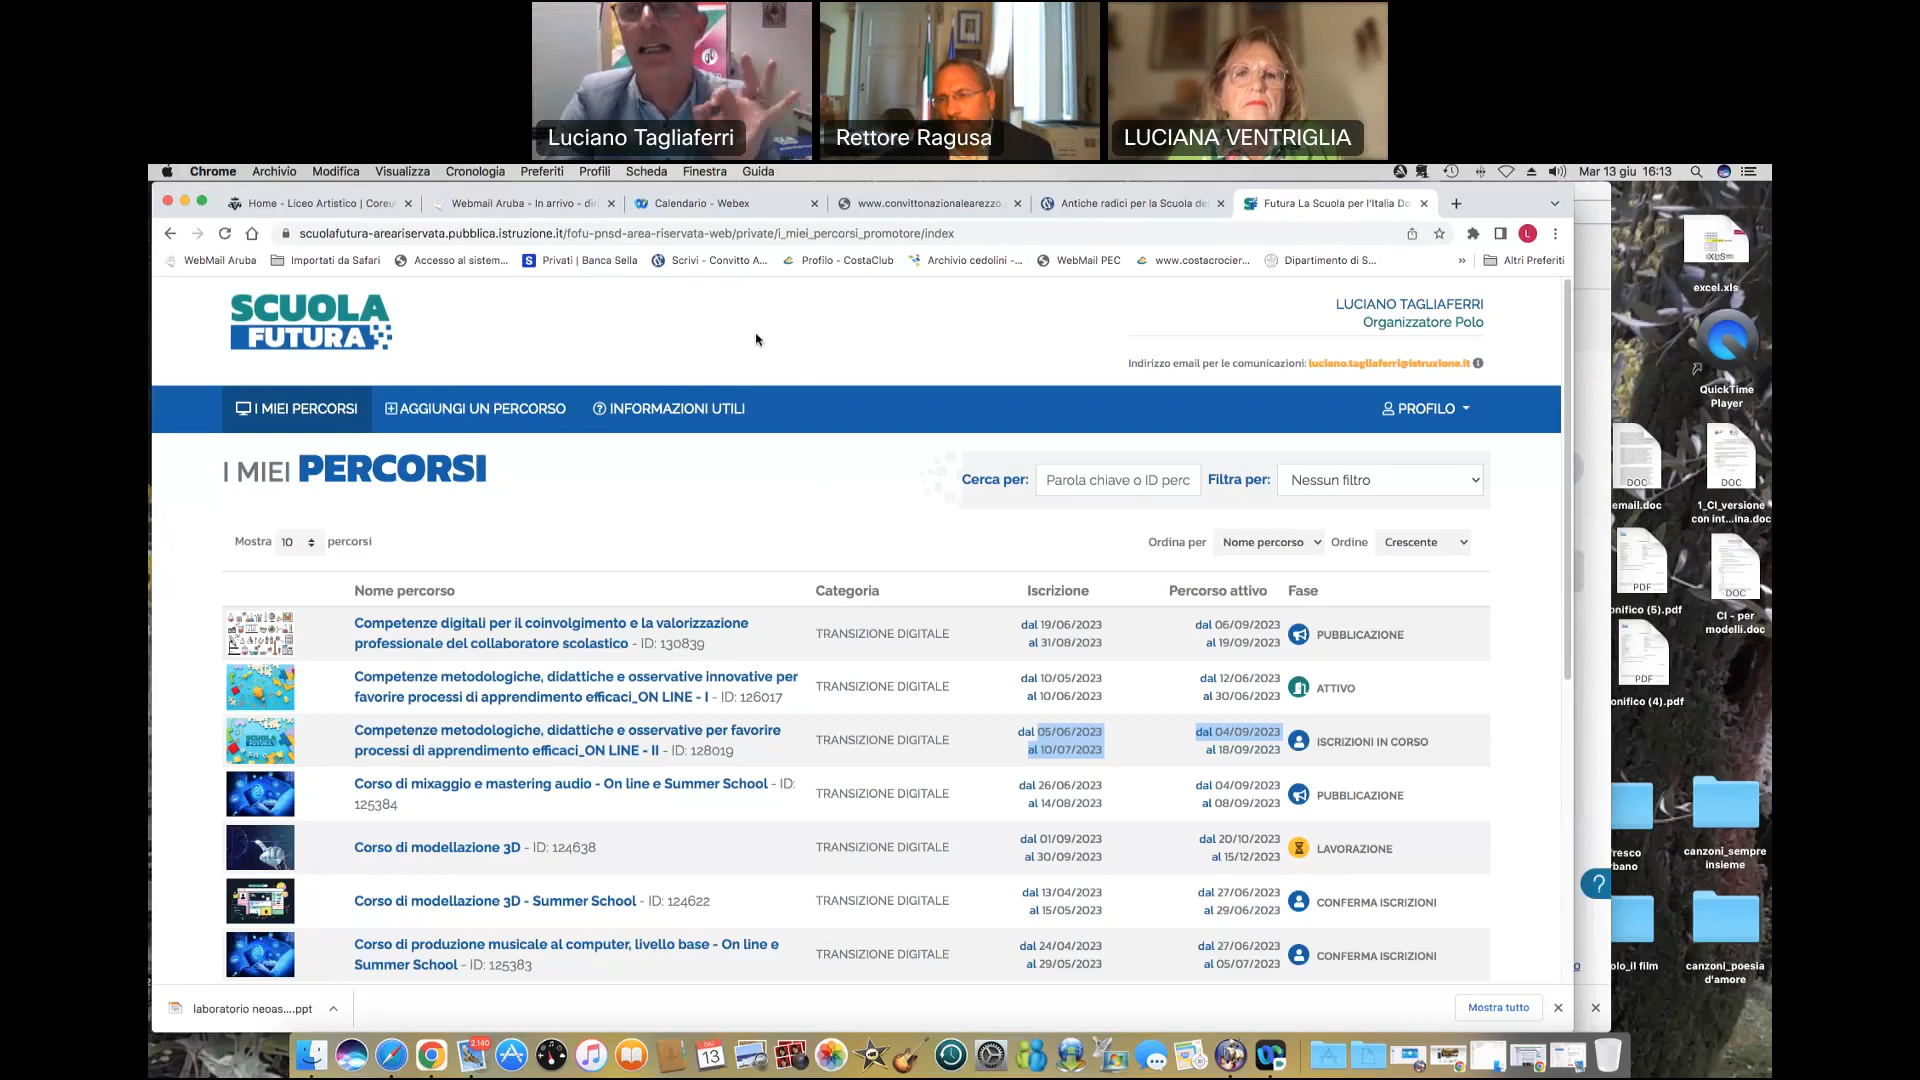 Luciano Tagliaferri
Rettore Ragusa
LUCIANA VENTRIGLIA
Chrome Archivio Modifica Visualizza Cronologia Preferiti Profili Scheda Finestra Guida
Mar 13 giu 16:13
Home - Liceo Artistico | Coreu
Webmail Aruba - In arrivo - diri
Calendario - Webex
www.convittonazionalearezzo.
Antiche radici per la Scuola de
Futura La Scuola per l'Italia Do
scuolafutura-areariservata.pubblica.istruzione.it/fofu-pnsd-area-riservata-web/private/i_miei_percorsi_promotore/index
L
WebMail Aruba
Importati da Safari
Accesso al sistem...
Privati | Banca Sella
Scrivi - Convitto A...
Profilo - CostaClub
Archivio cedolini -...
WebMail PEC
www.costacrocier...
Dipartimento di S...
» Altri Preferiti
SCUOLA
FUTURA
LUCIANO TAGLIAFERRI
Organizzatore Polo
Indirizzo email per le comunicazioni: luciano.tagliaferri@istruzione.it
I MIEI PERCORSI
AGGIUNGI UN PERCORSO
INFORMAZIONI UTILI
PROFILO
I MIEI PERCORSI
Cerca per: Parola chiave o ID perc
Filtra per: Nessun filtro
Mostra 10 percorsi
Ordina per Nome percorso Ordine Crescente
Nome percorso Categoria Iscrizione Percorso attivo Fase
Competenze digitali per il coinvolgimento e la valorizzazione
professionale del collaboratore scolastico - ID: 130839
TRANSIZIONE DIGITALE
dal 19/06/2023
al 31/08/2023
dal 06/09/2023
al 19/09/2023
PUBBLICAZIONE
Competenze metodologiche, didattiche e osservative innovative per
favorire processi di apprendimento efficaci_ON LINE - I - ID: 126017
TRANSIZIONE DIGITALE
dal 10/05/2023
al 10/06/2023
dal 12/06/2023
al 30/06/2023
ATTIVO
SCUOLA
FUTURA
Competenze metodologiche, didattiche e osservative per favorire
processi di apprendimento efficaci_ON LINE - II - ID: 128019
TRANSIZIONE DIGITALE
dal 05/06/2023
al 10/07/2023
dal 04/09/2023
al 18/09/2023
ISCRIZIONI IN CORSO
Corso di mixaggio e mastering audio - On line e Summer School - ID:
125384
TRANSIZIONE DIGITALE
dal 26/06/2023
al 14/08/2023
dal 04/09/2023
al 08/09/2023
PUBBLICAZIONE
Corso di modellazione 3D - ID: 124638
TRANSIZIONE DIGITALE
dal 01/09/2023
al 30/09/2023
dal 20/10/2023
al 15/12/2023
LAVORAZIONE
Corso di modellazione 3D - Summer School - ID: 124622
TRANSIZIONE DIGITALE
dal 13/04/2023
al 15/05/2023
dal 27/06/2023
al 29/06/2023
CONFERMA ISCRIZIONI
Corso di produzione musicale al computer, livello base - On line e
Summer School - ID: 125383
TRANSIZIONE DIGITALE
dal 24/04/2023
al 29/05/2023
dal 27/06/2023
al 05/07/2023
CONFERMA ISCRIZIONI
laboratorio neoas....ppt
Mostra tutto
XLS
excel.xls
QuickTime
Player
DOC
email.doc
DOC
1_CI_versione
con int...ina.doc
PDF
onifico (5).pdf
DOC
CI - per
modelli.doc
PDF
onifico (4).pdf
?
fresco
rbano
canzoni_sempre
insieme
olo_il film
canzoni_poesia
d'amore
2.140
GIU
13